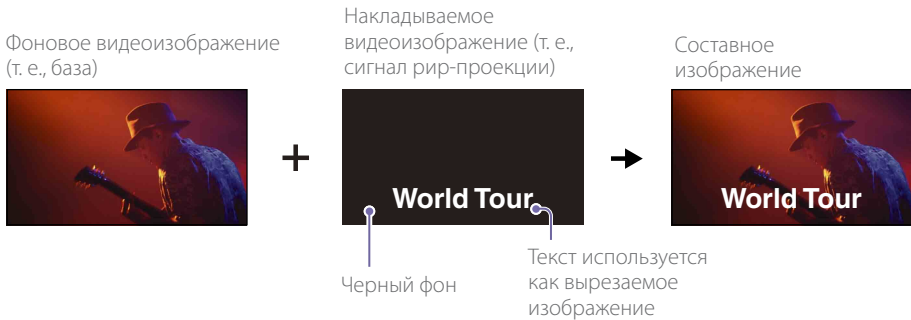 Фоновое видеоизображение
(т. е., база)
Накладываемое
видеоизображение (т. е.,
сигнал рир-проекции)
Составное
изображение
World Tour
World Tour
Черный фон
Текст используется
как вырезаемое
изображение